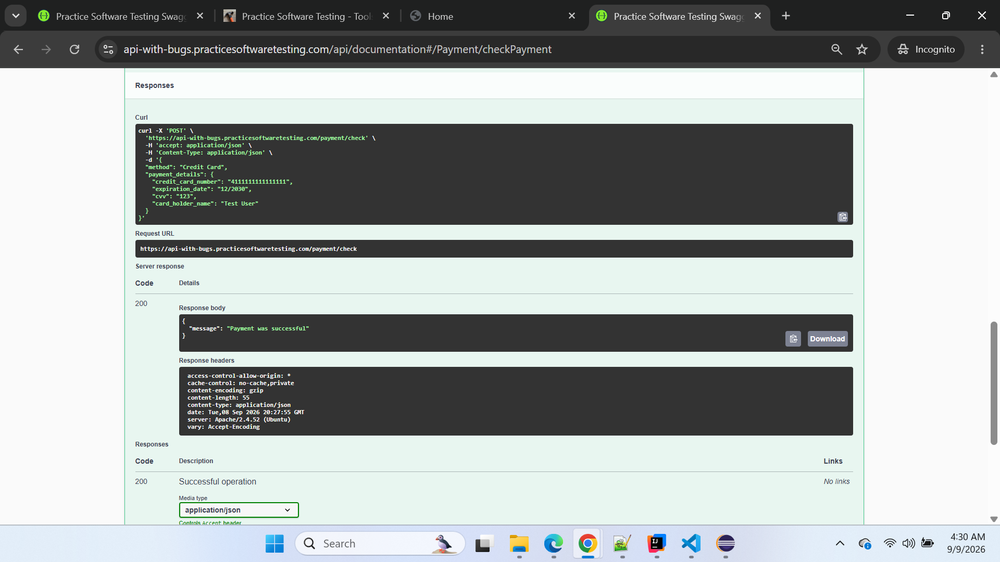 Practice Software Testing Swagg
Practice Software Testing - Tools
Home
Practice Software Testing Swagg
api-with-bugs.practicesoftwaretesting.com/api/documentation#/Payment/checkPayment
Incognito
Responses
Curl
curl -X 'POST' \
'https://api-with-bugs.practicesoftwaretesting.com/payment/check' \
-H 'accept: application/json' \
-H 'Content-Type: application/json' \
-d '{
"method": "Credit Card",
"payment_details": {
"credit_card_number": "4111111111111111",
"expiration_date": "12/2030",
"cvv": "123",
"card_holder_name": "Test User"
}
}'
Request URL
https://api-with-bugs.practicesoftwaretesting.com/payment/check
Server response
Code Details
200
Response body
{
"message": "Payment was successful"
}
Download
Response headers
access-control-allow-origin: *
cache-control: no-cache,private
content-encoding: gzip
content-length: 55
content-type: application/json
date: Tue,08 Sep 2026 20:27:55 GMT
server: Apache/2.4.52 (Ubuntu)
vary: Accept-Encoding
Responses
Code Description Links
200 Successful operation No links
Media type
application/json
Controls Accept header
Search
4:30 AM
9/9/2026